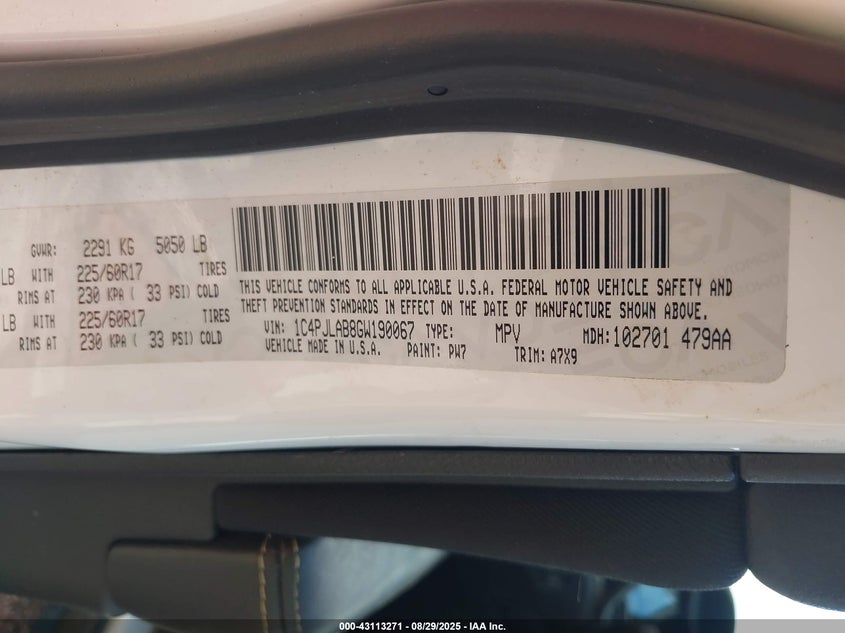 GVWR: 2291 KG 5050 LB
LB WITH 225/60R17 TIRES
RIMS AT 230 KPA ( 33 PSI) COLD
LB WITH 225/60R17 TIRES
RIMS AT 230 KPA ( 33 PSI) COLD
THIS VEHICLE CONFORMS TO ALL APPLICABLE U.S.A. FEDERAL MOTOR VEHICLE SAFETY AND
THEFT PREVENTION STANDARDS IN EFFECT ON THE DATE OF MANUFACTURE SHOWN ABOVE.
VIN: 1C4PJLAB8GW190067 TYPE: MPV MDH:102701 479AA
VEHICLE MADE IN U.S.A. PAINT: PW7 TRIM: A7X9
000-43113271 - 08/29/2025 - IAA Inc.